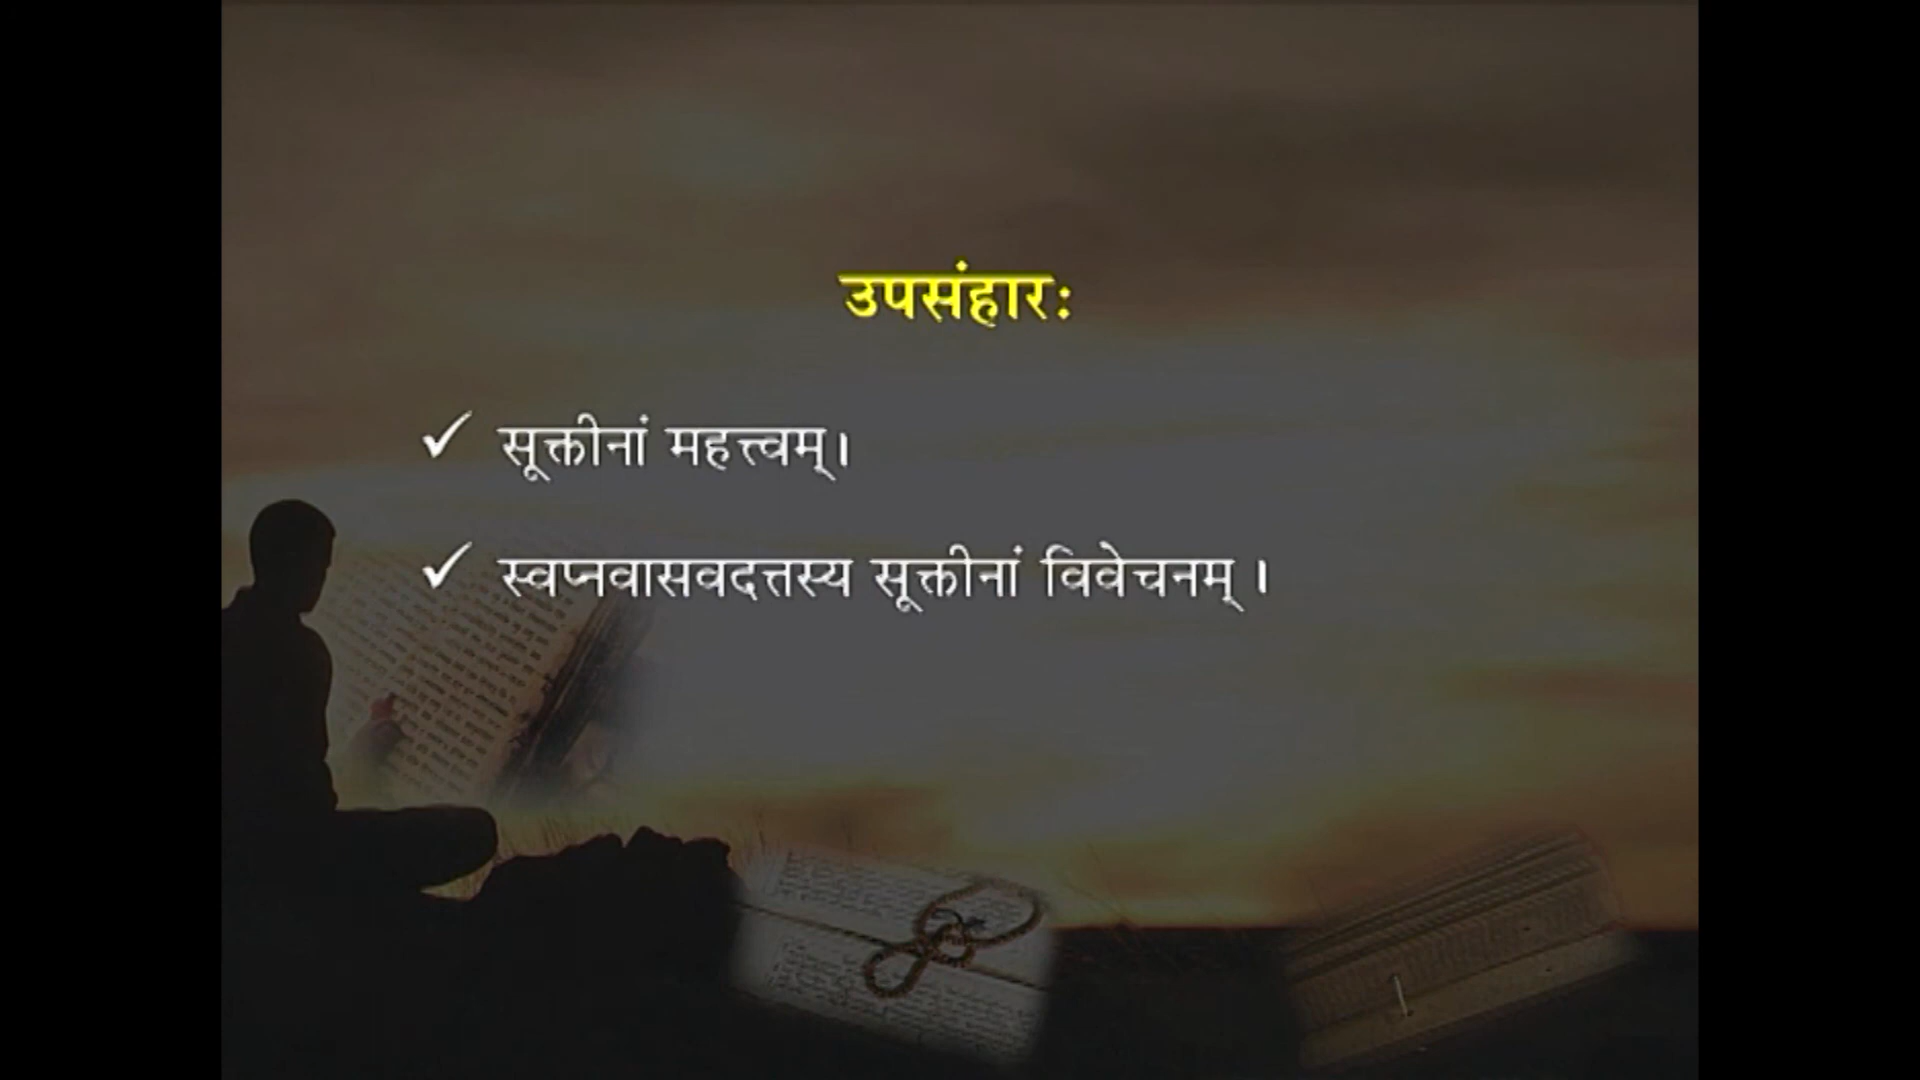 उपसंहारः
✓ सूक्तीनां महत्त्वम्।
✓ स्वप्नवासवदत्तस्य सूक्तीनां विवेचनम् ।